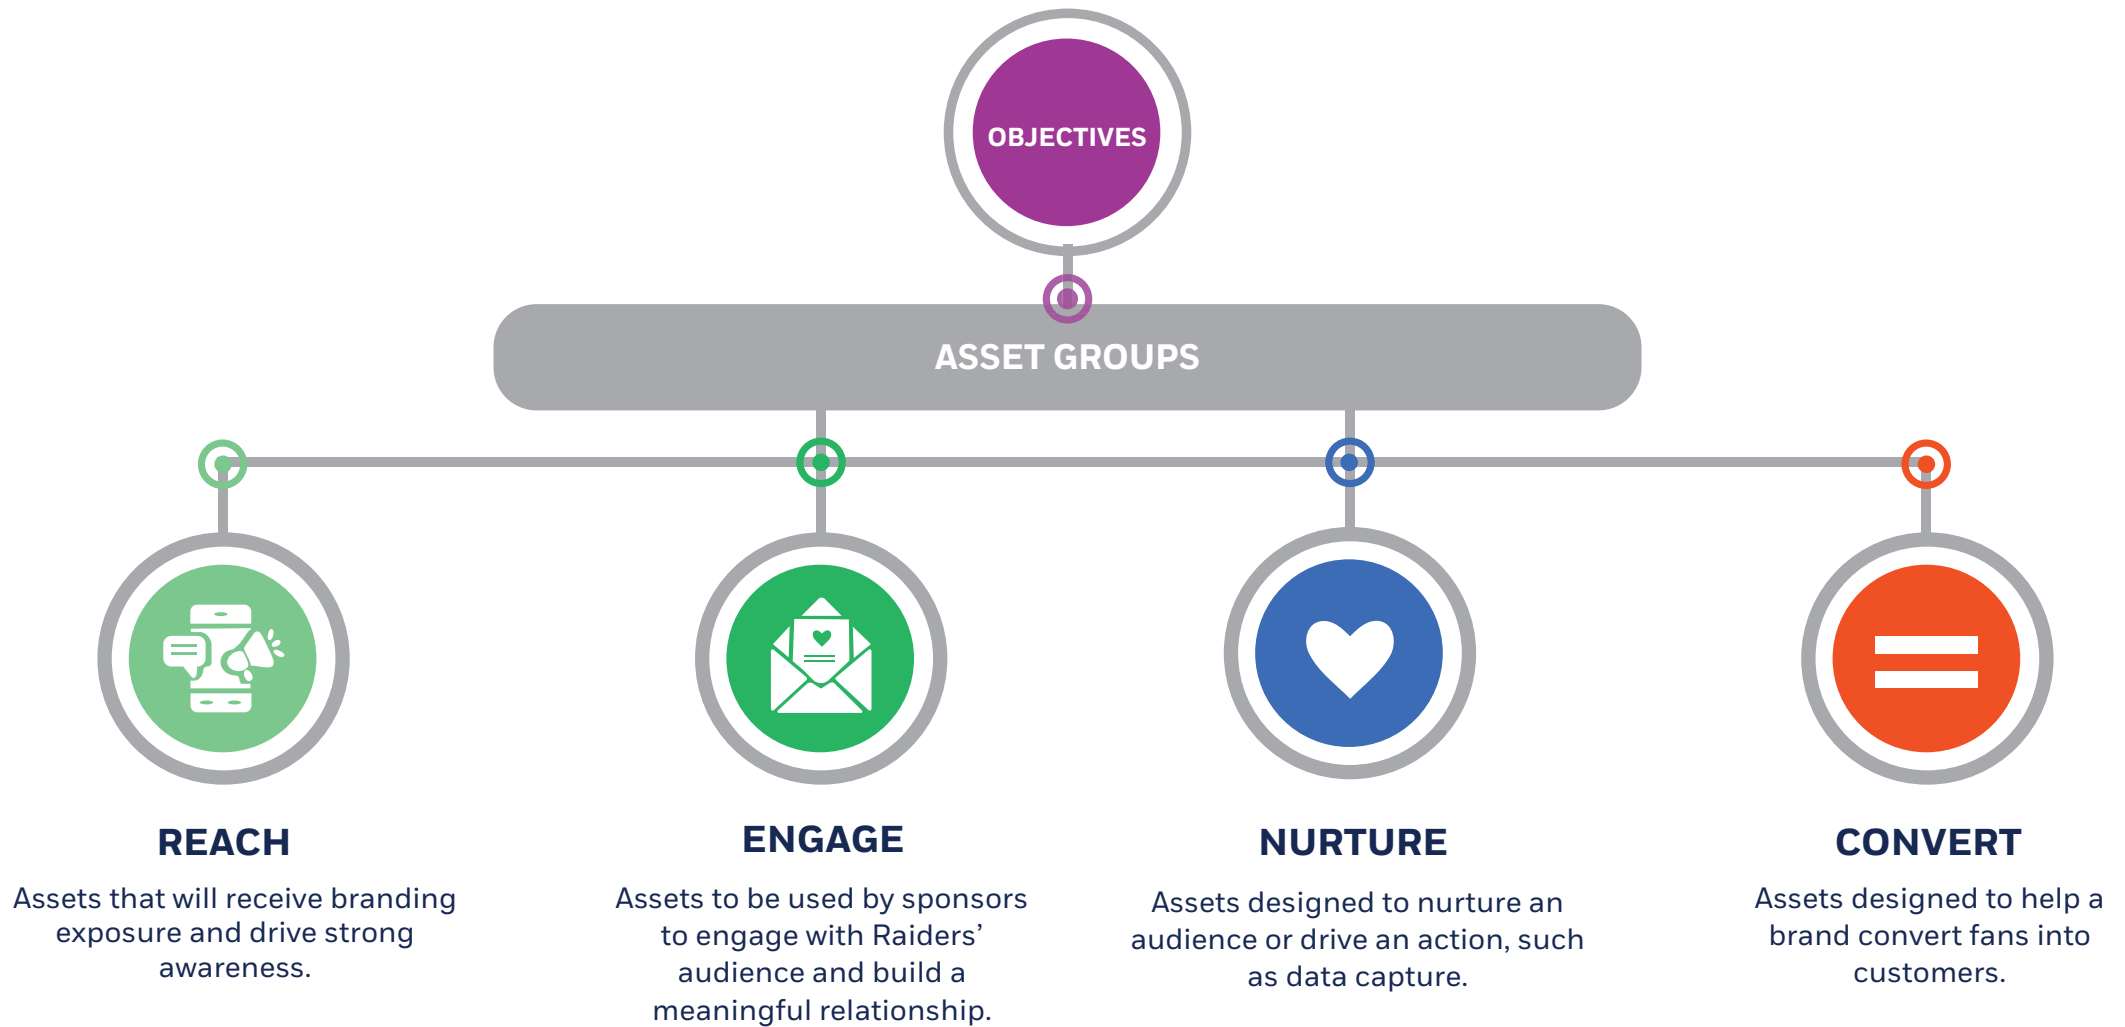 OBJECTIVES
ASSET GROUPS
REACH
Assets that will receive branding
exposure and drive strong
awareness.
ENGAGE
Assets to be used by sponsors
to engage with Raiders’
audience and build a
meaningful relationship.
NURTURE
Assets designed to nurture an
audience or drive an action, such
as data capture.
CONVERT
Assets designed to help a
brand convert fans into
customers.